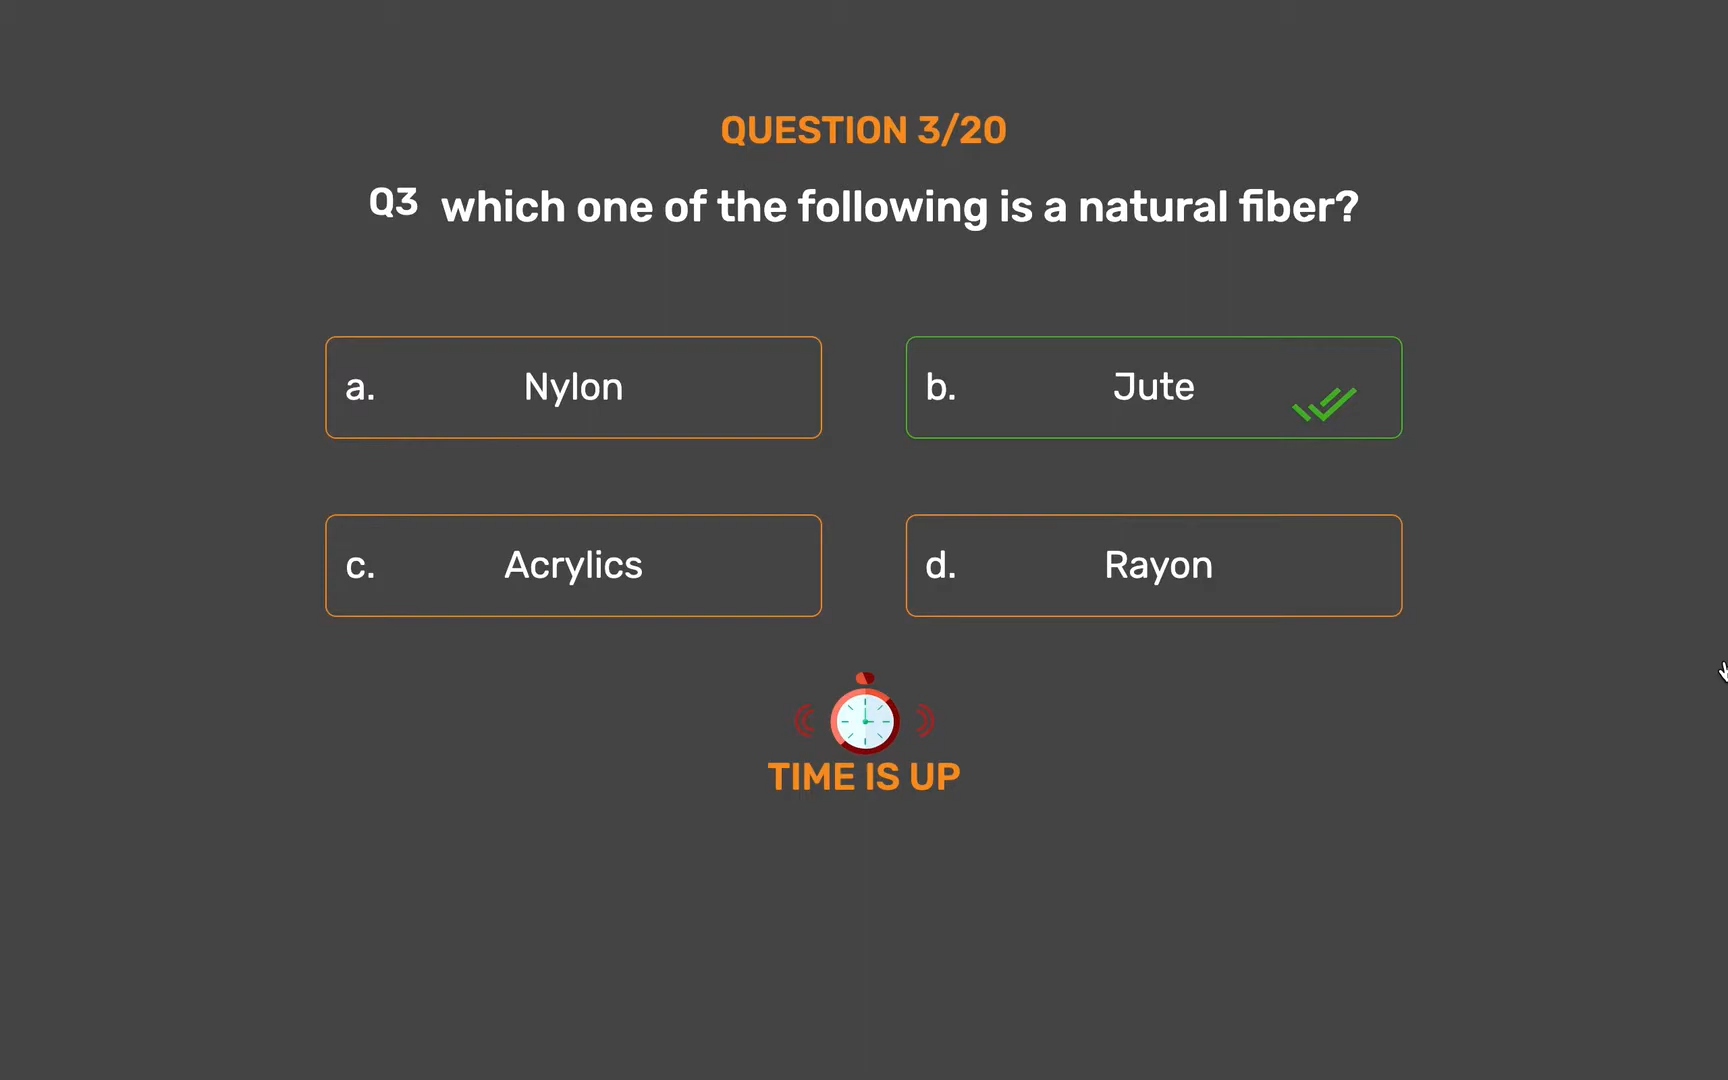 QUESTION 3/20
Q3 which one of the following is a natural fiber?
a. Nylon
b. Jute
c. Acrylics
d. Rayon
TIME IS UP